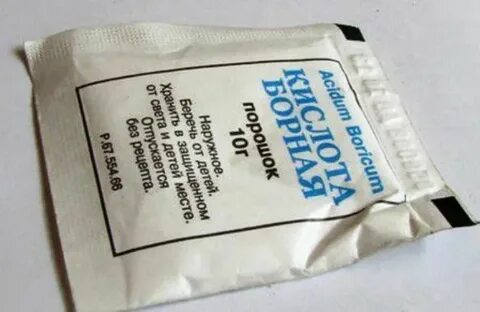 Acidum Boricum
КИСЛОТА
БОРНАЯ
порошок
10г
Наружное.
Беречь от детей.
Хранить в защищенном
от света и детей месте.
Отпускается
без рецепта.
Р.67.554.66